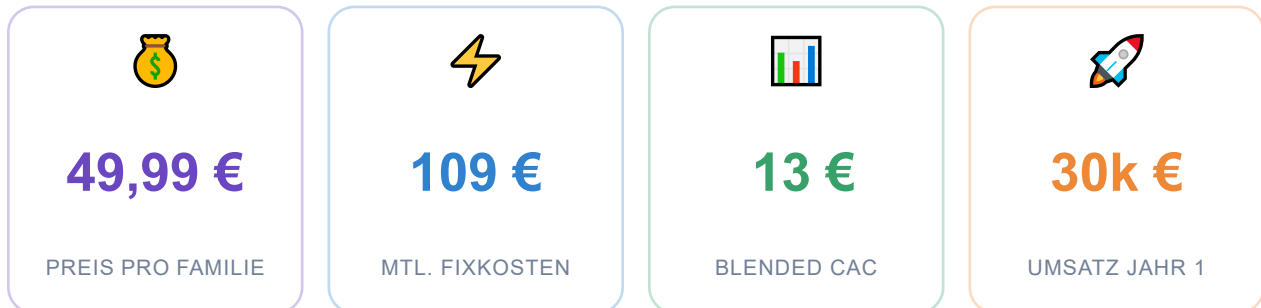 49,99 €
PREIS PRO FAMILIE
109 €
MTL. FIXKOSTEN
13 €
BLENDED CAC
30k €
UMSATZ JAHR 1